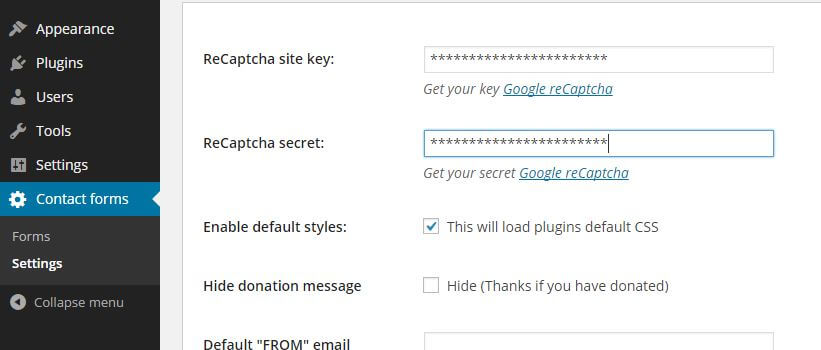 Appearance
Plugins
Users
Tools
Settings
Contact forms
Forms
Settings
Collapse menu
ReCaptcha site key:
***********************
Get your key Google reCaptcha
ReCaptcha secret:
***********************
Get your secret Google reCaptcha
Enable default styles:
This will load plugins default CSS
Hide donation message
Hide (Thanks if you have donated)
Default "FROM" email